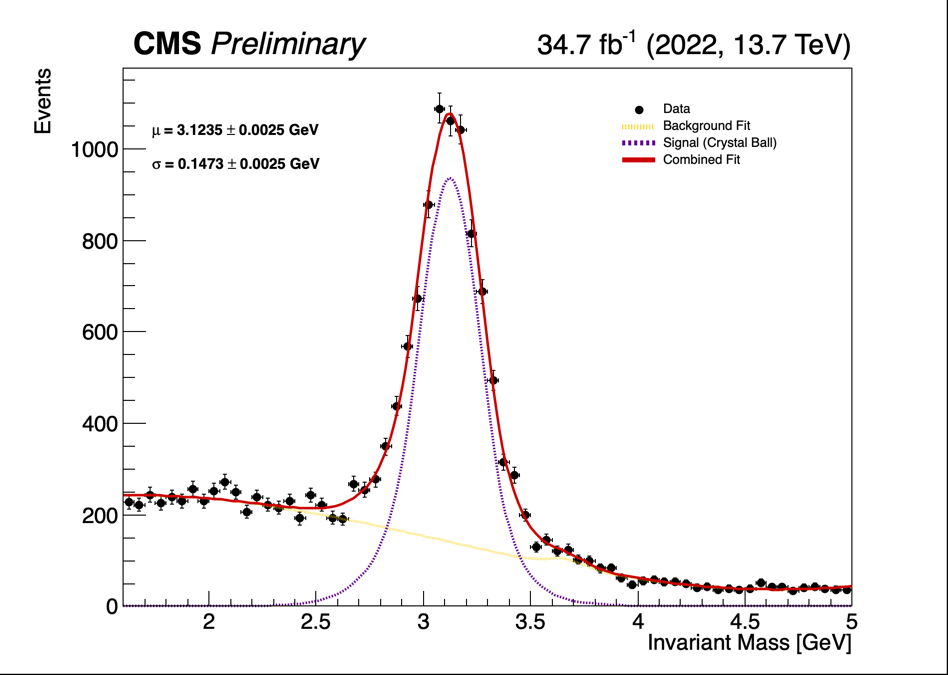 CMS Preliminary
34.7 fb⁻¹ (2022, 13.7 TeV)
Events
μ = 3.1235 ± 0.0025 GeV
σ = 0.1473 ± 0.0025 GeV
Data
Background Fit
Signal (Crystal Ball)
Combined Fit
1000
800
600
400
200
0
2
2.5
3
3.5
4
4.5
5
Invariant Mass [GeV]